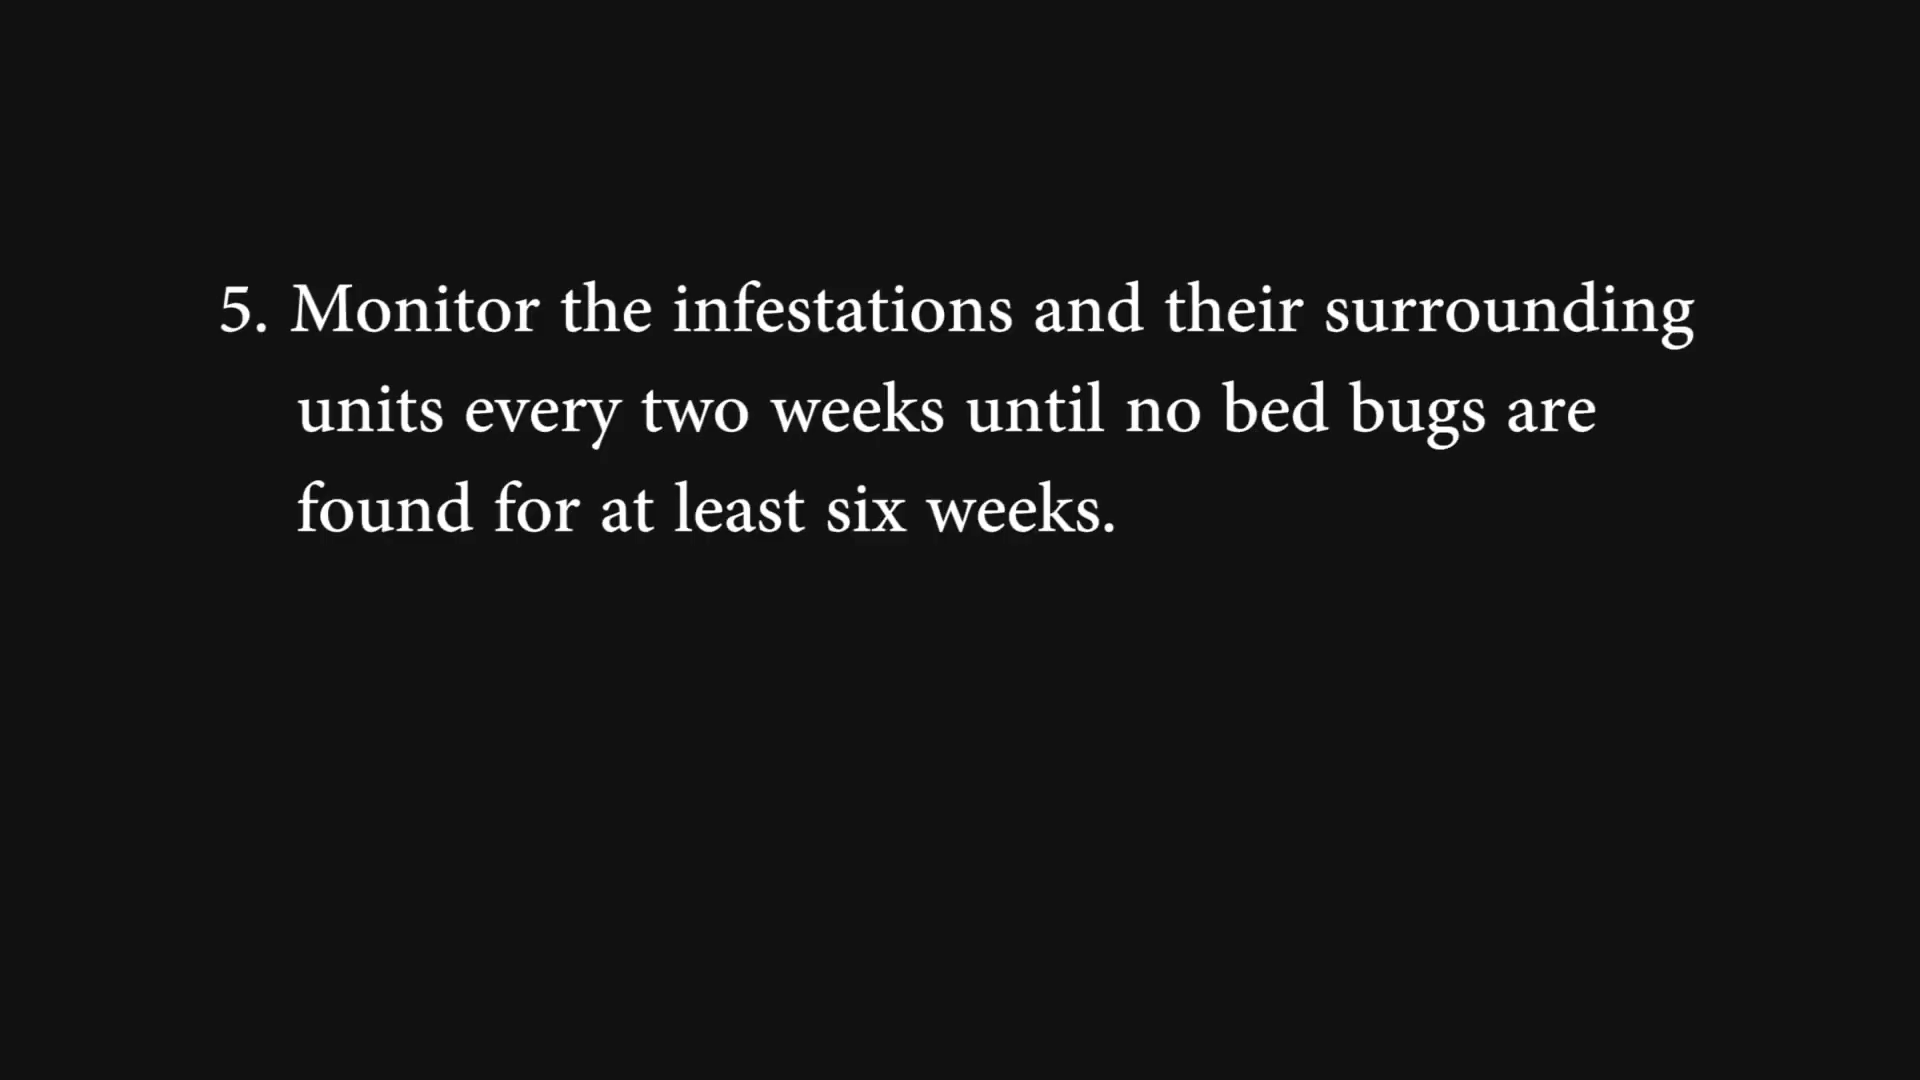 5. Monitor the infestations and their surrounding
units every two weeks until no bed bugs are
found for at least six weeks.